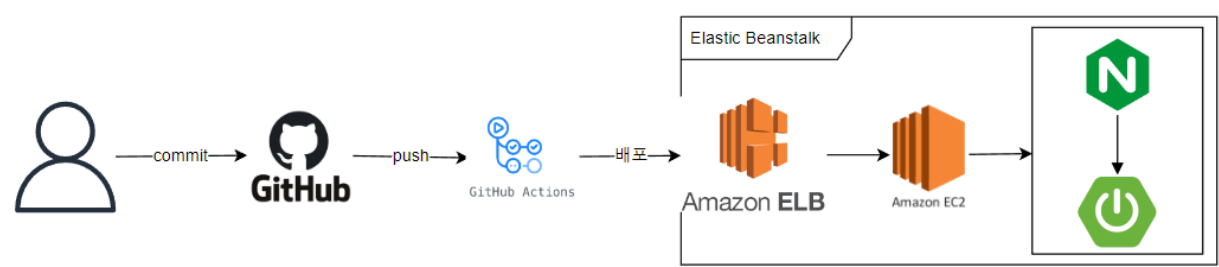 Elastic Beanstalk
N
commit
GitHub
push
GitHub Actions
배포
Amazon ELB
Amazon EC2